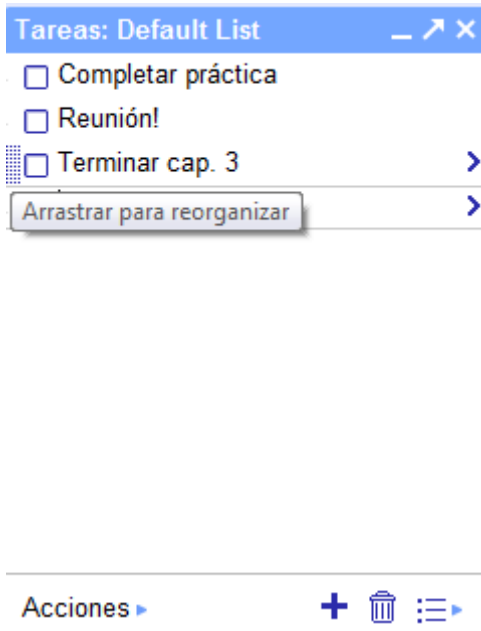 Tareas: Default List
Completar práctica
Reunión!
Terminar cap. 3
Arrastrar para reorganizar
Acciones